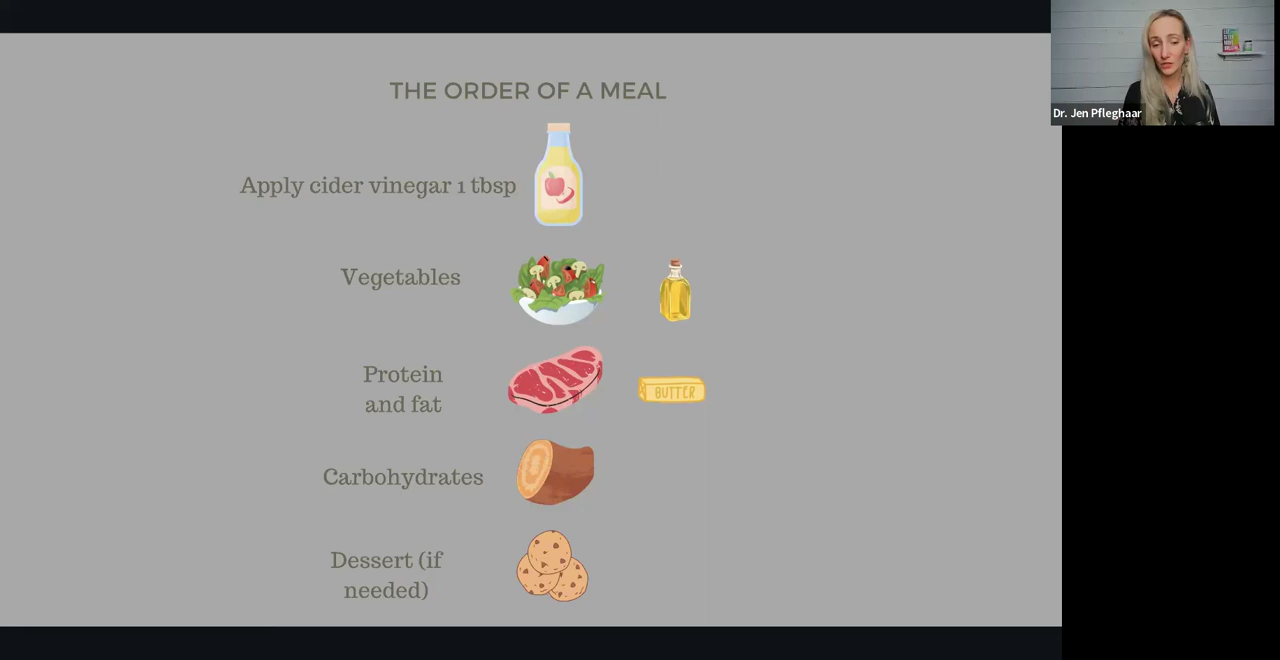 THE ORDER OF A MEAL
Apply cider vinegar 1 tbsp
Vegetables
Protein
and fat
BUTTER
Carbohydrates
Dessert (if
needed)
Dr. Jen Pfleghaar